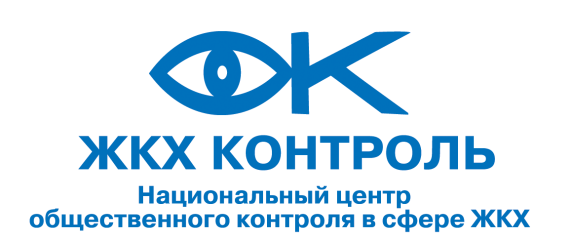 ЖКХ КОНТРОЛЬ
Национальный центр
общественного контроля в сфере ЖКХ